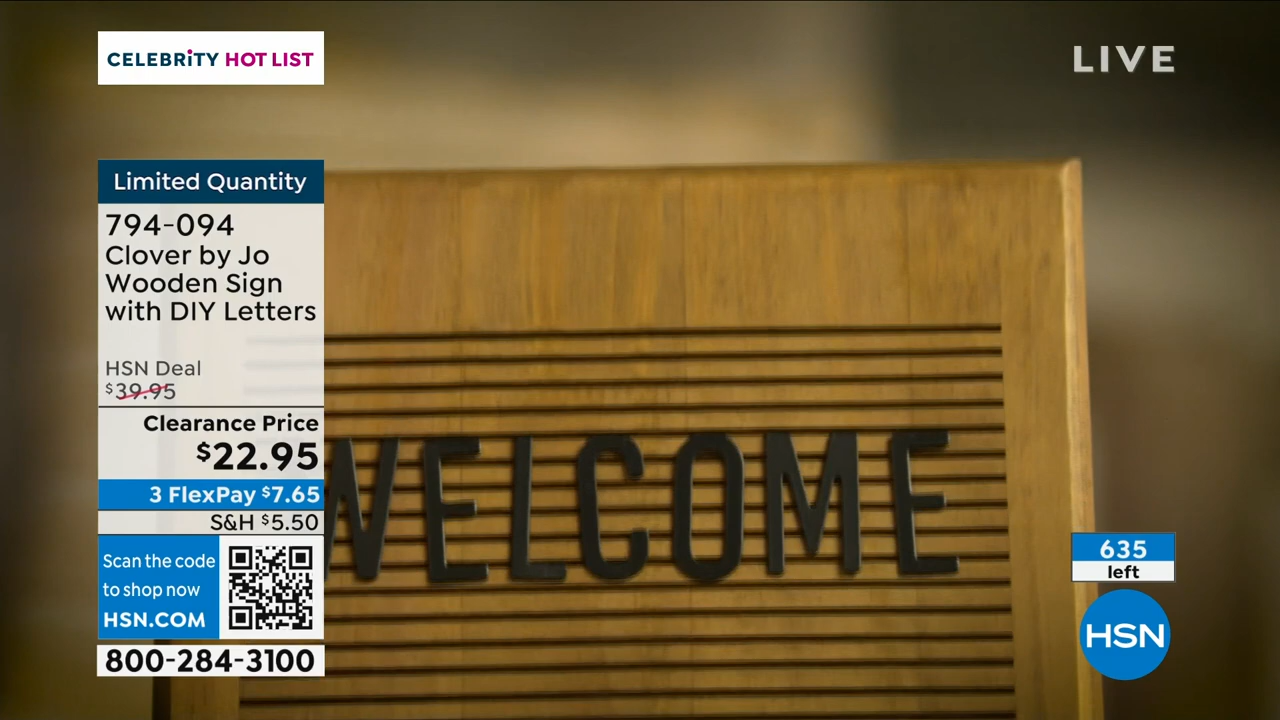 CELEBRiTY HOT LIST
LIVE
Limited Quantity
794-094
Clover by Jo
Wooden Sign
with DIY Letters
HSN Deal
$39.95
Clearance Price
$22.95
3 FlexPay $7.65
S&H $5.50
Scan the code
to shop now
HSN.COM
800-284-3100
WELCOME
635
left
HSN